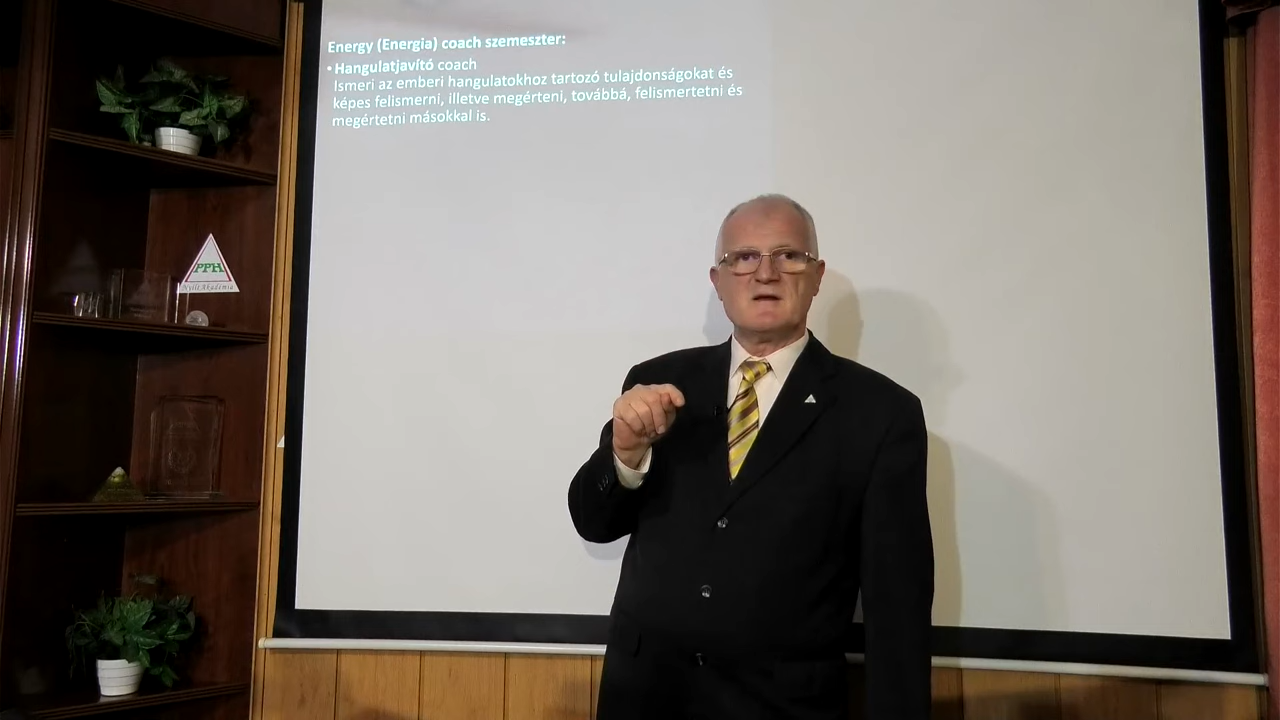 Energy (Energia) coach szemeszter:
• Hangulatjavító coach
Ismeri az emberi hangulatokhoz tartozó tulajdonságokat és
képes felismerni, illetve megérteni, továbbá, felismertetni és
megértetni másokkal is.
PPH
Nyílt Akadémia